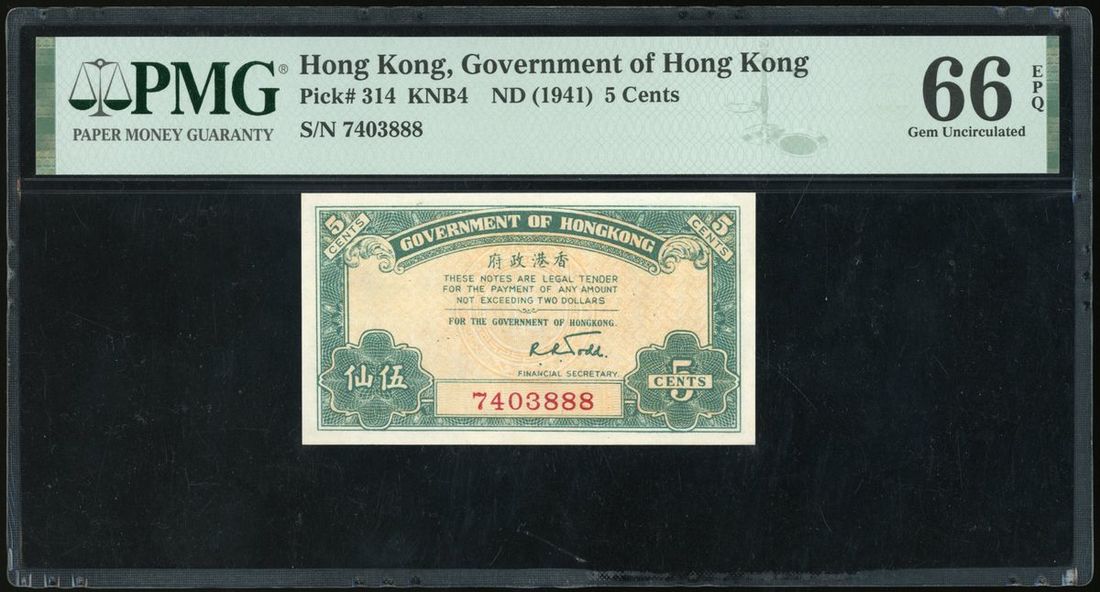 PMG®
PAPER MONEY GUARANTY
Hong Kong, Government of Hong Kong
Pick# 314 KNB4 ND (1941) 5 Cents
S/N 7403888
66
EPQ
Gem Uncirculated
5 CENTS
GOVERNMENT OF HONGKONG
5 CENTS
府政港香
THESE NOTES ARE LEGAL TENDER
FOR THE PAYMENT OF ANY AMOUNT
NOT EXCEEDING TWO DOLLARS
FOR THE GOVERNMENT OF HONGKONG.
R.R.Todd.
FINANCIAL SECRETARY.
仙伍
5
CENTS
7403888